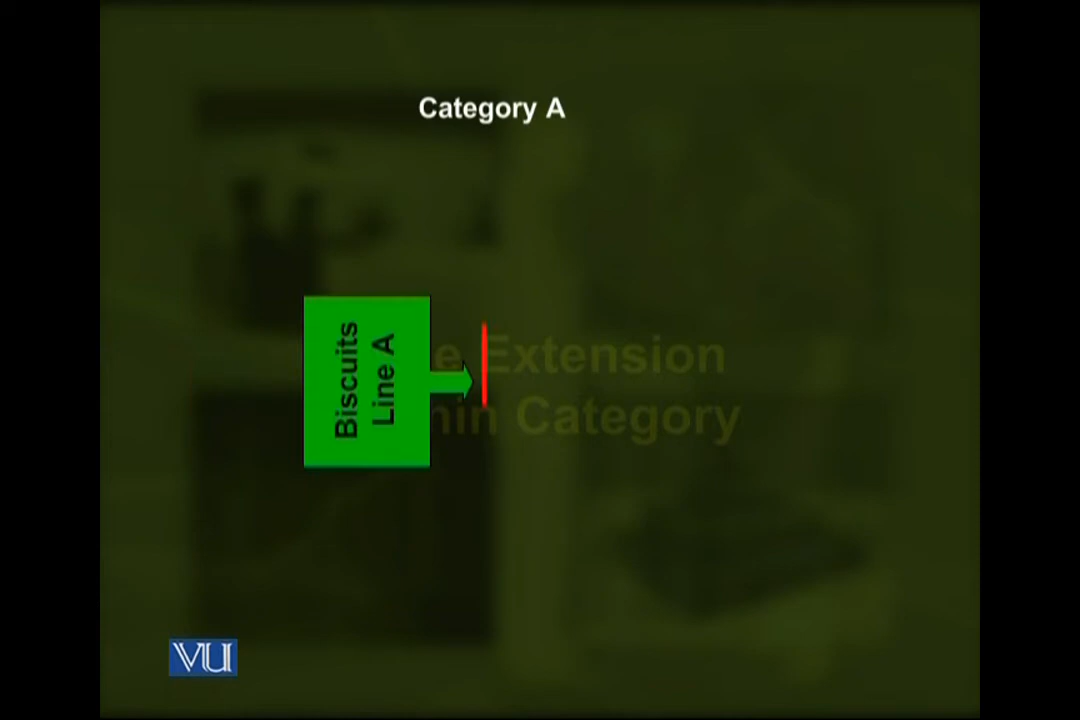 Category A
Biscuits
Line A
Extension
Category
VU